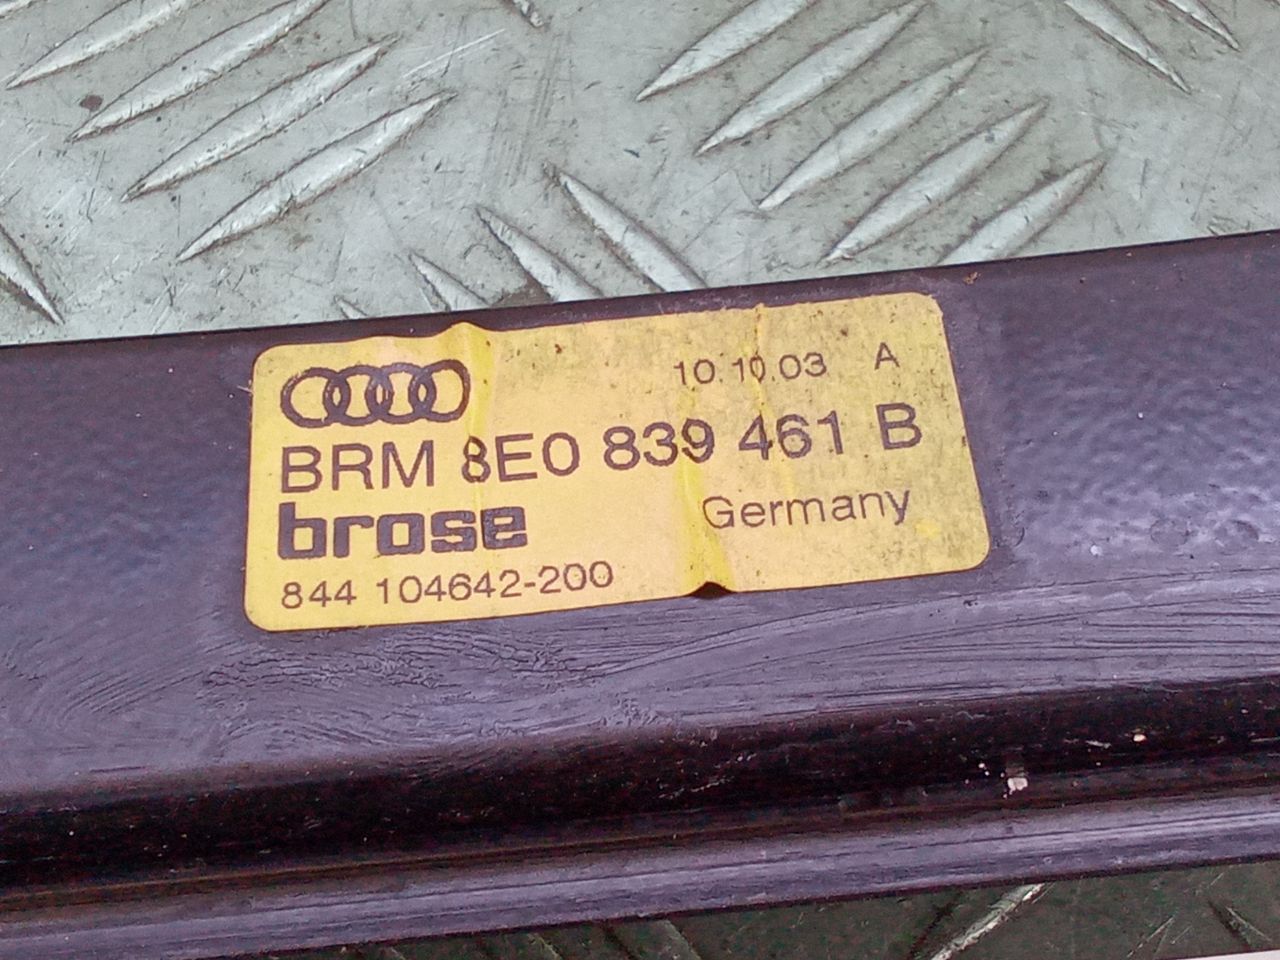 10.10.03 A
BRM 8E0 839 461 B
brose Germany
844 104642-200